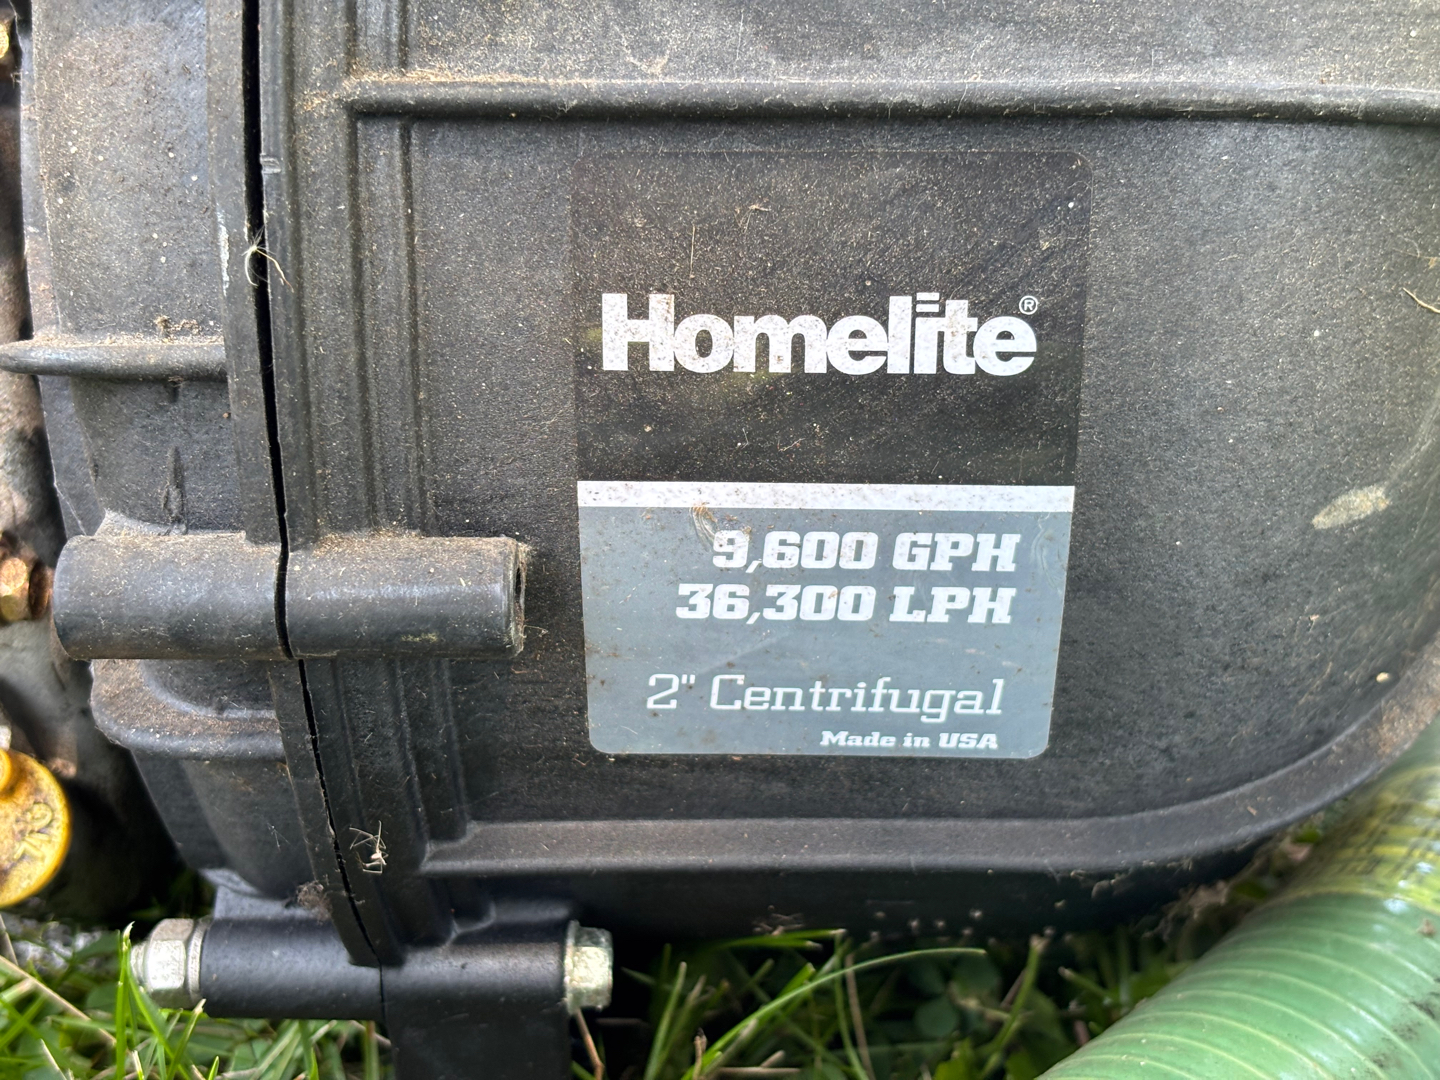 Homelite®
9,600 GPH
36,300 LPH
2" Centrifugal
Made in USA